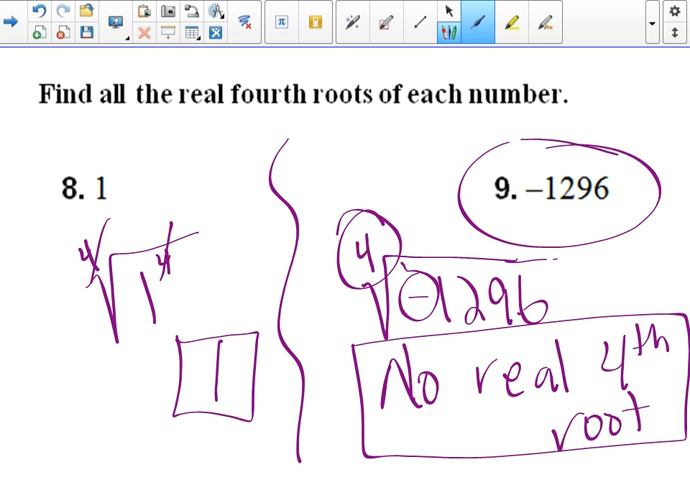 Find all the real fourth roots of each number.
8. 1
9. –1296
4√1⁴
1
4√-1296
No real 4th
root